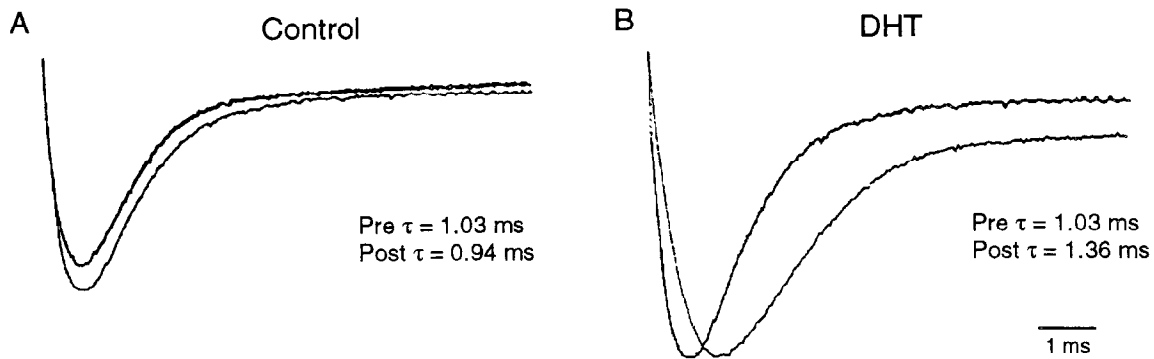 A
Control
Pre τ = 1.03 ms
Post τ = 0.94 ms
B
DHT
Pre τ = 1.03 ms
Post τ = 1.36 ms
1 ms